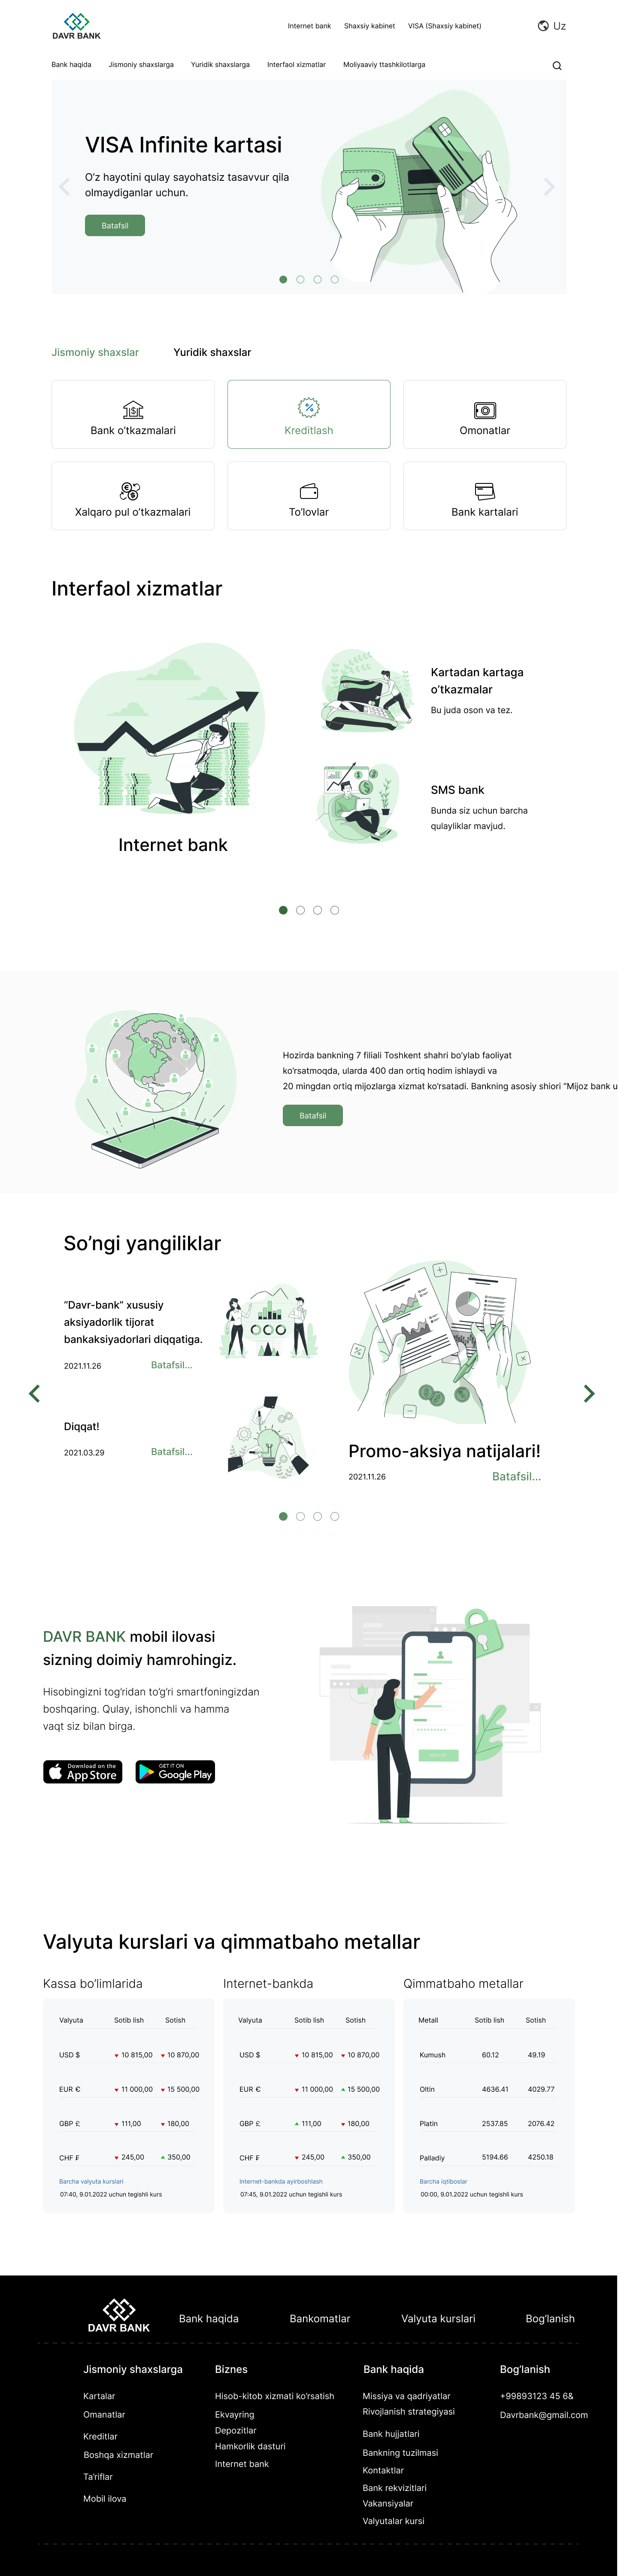 DAVR BANK
Internet bank
Shaxsiy kabinet
VISA (Shaxsiy kabinet)
Uz
Bank haqida
Jismoniy shaxslarga
Yuridik shaxslarga
Interfaol xizmatlar
Moliyaaviy ttashkilotlarga
VISA Infinite kartasi
O'z hayotini qulay sayohatsiz tasavvur qila
olmaydiganlar uchun.
Batafsil
Jismoniy shaxslar
Yuridik shaxslar
Bank o'tkazmalari
Kreditlash
Omonatlar
Xalqaro pul o'tkazmalari
To'lovlar
Bank kartalari
Interfaol xizmatlar
Internet bank
Kartadan kartaga
o'tkazmalar
Bu juda oson va tez.
SMS bank
Bunda siz uchun barcha
qulayliklar mavjud.
Hozirda bankning 7 filiali Toshkent shahri bo'ylab faoliyat
ko'rsatmoqda, ularda 400 dan ortiq hodim ishlaydi va
20 mingdan ortiq mijozlarga xizmat ko'rsatadi. Bankning asosiy shiori "Mijoz bank u
Batafsil
So'ngi yangiliklar
"Davr-bank" xususiy
aksiyadorlik tijorat
bankaksiyadorlari diqqatiga.
2021.11.26
Batafsil...
Diqqat!
2021.03.29
Batafsil...
Promo-aksiya natijalari!
2021.11.26
Batafsil...
DAVR BANK mobil ilovasi
sizning doimiy hamrohingiz.
Hisobingizni tog'ridan to'g'ri smartfoningizdan
boshqaring. Qulay, ishonchli va hamma
vaqt siz bilan birga.
Download on the
App Store
GET IT ON
Google Play
Valyuta kurslari va qimmatbaho metallar
Kassa bo'limlarida
Valyuta Sotib lish Sotish
USD $ 10 815,00 10 870,00
EUR € 11 000,00 15 500,00
GBP £ 111,00 180,00
CHF ₣ 245,00 350,00
Barcha valyuta kurslari
07:40, 9.01.2022 uchun tegishli kurs
Internet-bankda
Valyuta Sotib lish Sotish
USD $ 10 815,00 10 870,00
EUR € 11 000,00 15 500,00
GBP £ 111,00 180,00
CHF ₣ 245,00 350,00
Internet-bankda ayirboshlash
07:45, 9.01.2022 uchun tegishli kurs
Qimmatbaho metallar
Metall Sotib lish Sotish
Kumush 60.12 49.19
Oltin 4636.41 4029.77
Platin 2537.85 2076.42
Palladiy 5194.66 4250.18
Barcha iqtiboslar
00:00, 9.01.2022 uchun tegishli kurs
DAVR BANK
Bank haqida
Bankomatlar
Valyuta kurslari
Bog'lanish
Jismoniy shaxslarga
Kartalar
Omanatlar
Kreditlar
Boshqa xizmatlar
Ta'riflar
Mobil ilova
Biznes
Hisob-kitob xizmati ko'rsatish
Ekvayring
Depozitlar
Hamkorlik dasturi
Internet bank
Bank haqida
Missiya va qadriyatlar
Rivojlanish strategiyasi
Bank hujjatlari
Bankning tuzilmasi
Kontaktlar
Bank rekvizitlari
Vakansiyalar
Valyutalar kursi
Bog'lanish
+99893123 45 6&
Davrbank@gmail.com